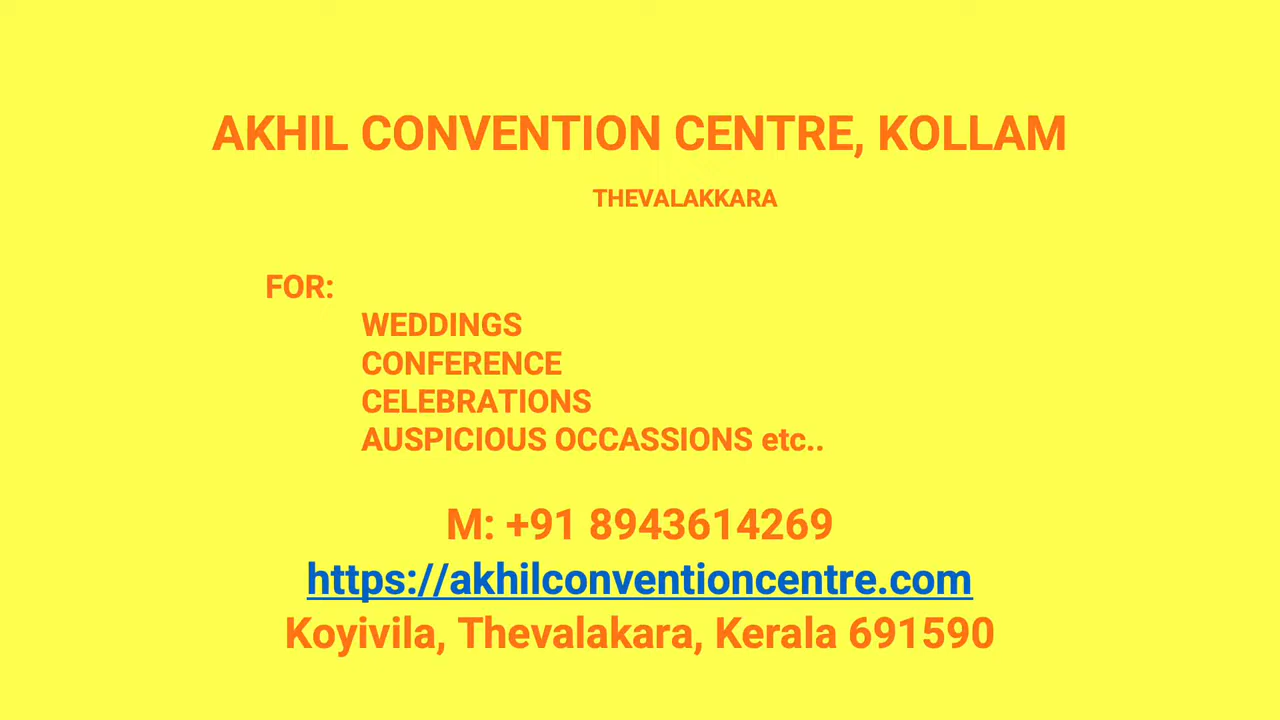 AKHIL CONVENTION CENTRE, KOLLAM
THEVALAKKARA
FOR:
WEDDINGS
CONFERENCE
CELEBRATIONS
AUSPICIOUS OCCASSIONS etc..
M: +91 8943614269
https://akhilconventioncentre.com
Koyivila, Thevalakara, Kerala 691590